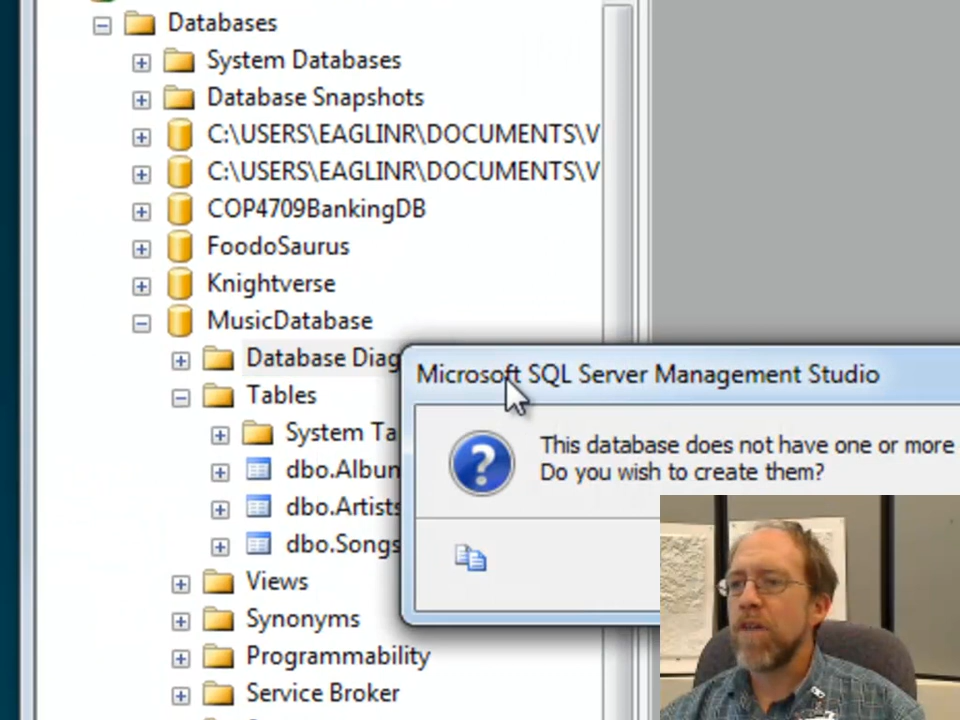 Databases
System Databases
Database Snapshots
C:\USERS\EAGLINR\DOCUMENTS\V
C:\USERS\EAGLINR\DOCUMENTS\V
COP4709BankingDB
FoodoSaurus
Knightverse
MusicDatabase
Database Diag
Tables
System Ta
dbo.Album
dbo.Artists
dbo.Songs
Views
Synonyms
Programmability
Service Broker
Microsoft SQL Server Management Studio
This database does not have one or more
Do you wish to create them?